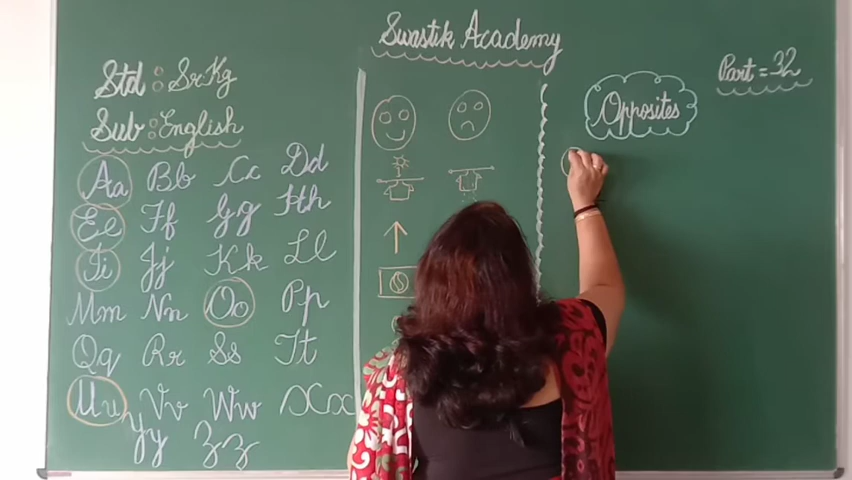 Swastik Academy
Std : Sr Kg
Sub : English
Aa Bb Cc Dd
Ee Ff Gg Hh
Ii Jj Kk Ll
Mm Nn Oo Pp
Qq Rr Ss Tt
Uu Vv Ww Xx
Yy Zz
Opposites
Part = 32